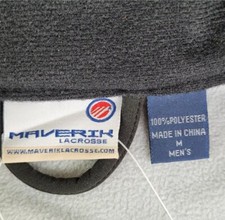 MAVERIK
LACROSSE
WWW.MAVERIKLACROSSE.COM
100% POLYESTER
MADE IN CHINA
M
MEN'S